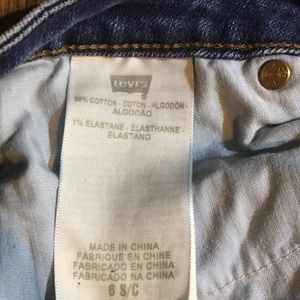 Levi's
99% COTTON - COTON - ALGODÓN -
ALGODÃO
1% ELASTANE - ELASTHANNE -
ELASTANO
MADE IN CHINA
FABRIQUE EN CHINE
FABRICADO EN CHINA
FABRICADO NA CHINA
6 S/C